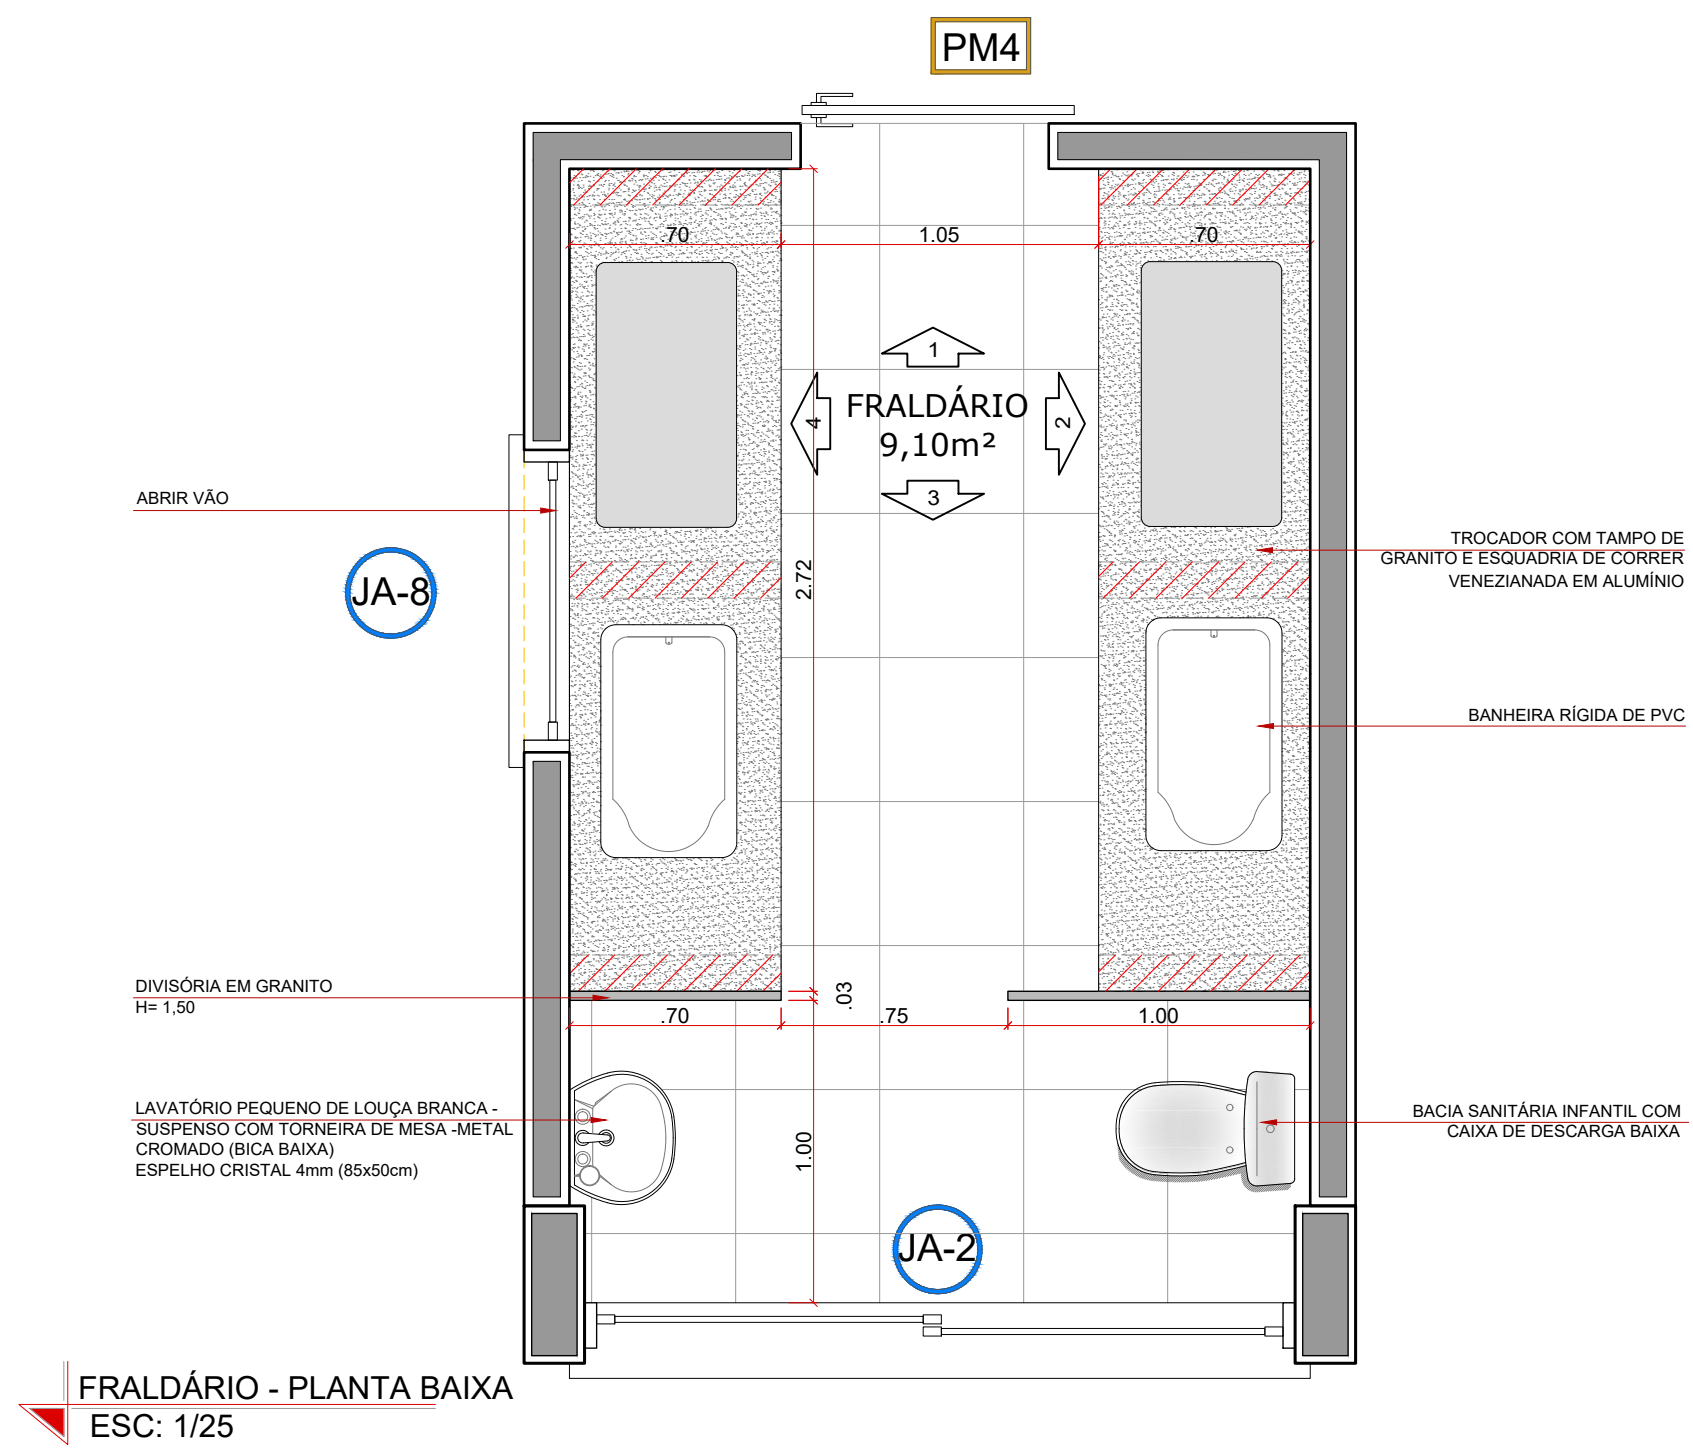 PM4
.70
1.05
.70
1
4
FRALDÁRIO
2
9,10m²
3
ABRIR VÃO
JA-8
2.72
TROCADOR COM TAMPO DE
GRANITO E ESQUADRIA DE CORRER
VENEZIANADA EM ALUMÍNIO
BANHEIRA RÍGIDA DE PVC
DIVISÓRIA EM GRANITO
H= 1,50
.03
.70
.75
1.00
LAVATÓRIO PEQUENO DE LOUÇA BRANCA -
SUSPENSO COM TORNEIRA DE MESA -METAL
CROMADO (BICA BAIXA)
ESPELHO CRISTAL 4mm (85x50cm)
1.00
BACIA SANITÁRIA INFANTIL COM
CAIXA DE DESCARGA BAIXA
JA-2
FRALDÁRIO - PLANTA BAIXA
ESC: 1/25